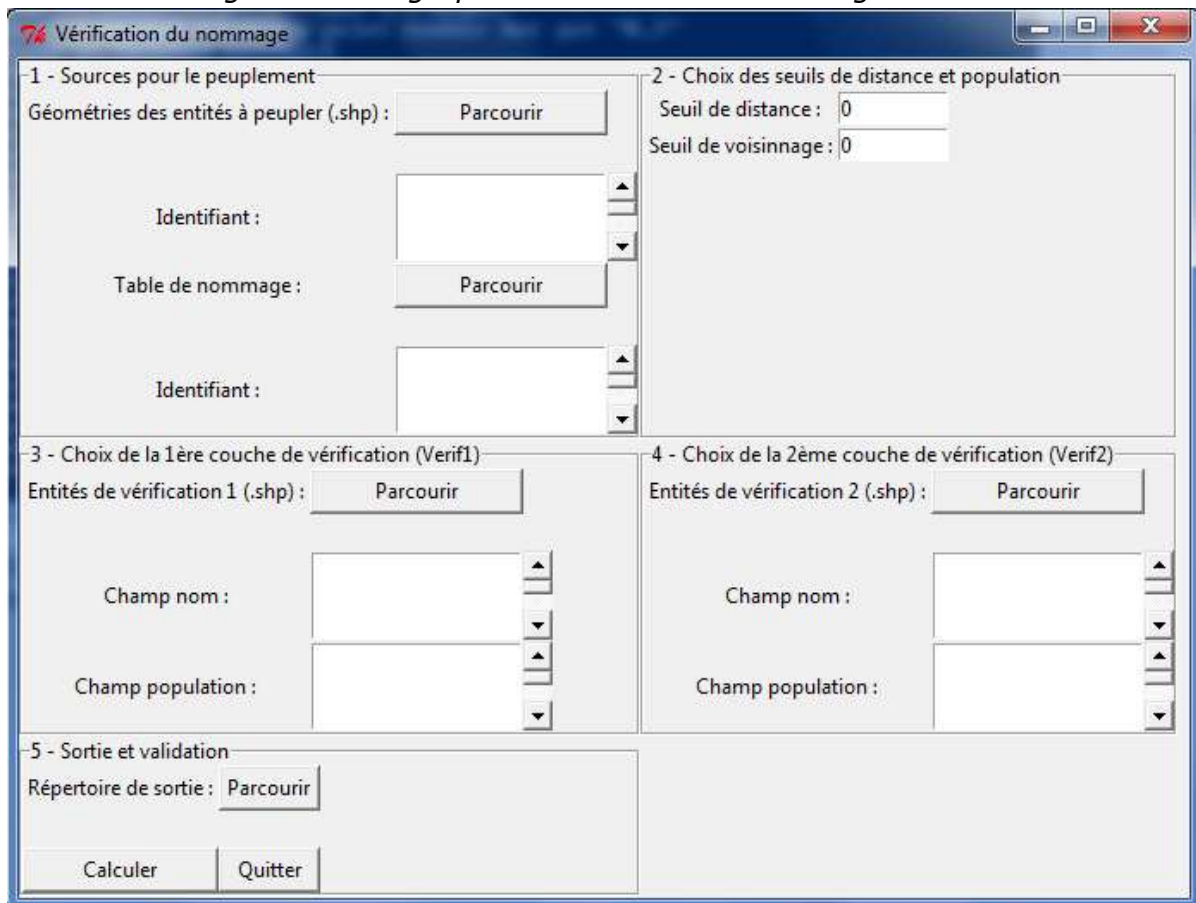 Vérification du nommage
1 - Sources pour le peuplement
Géométries des entités à peupler (.shp) : Parcourir
Identifiant :
Table de nommage : Parcourir
Identifiant :
2 - Choix des seuils de distance et population
Seuil de distance : 0
Seuil de voisinnage : 0
3 - Choix de la 1ère couche de vérification (Verif1)
Entités de vérification 1 (.shp) : Parcourir
Champ nom :
Champ population :
4 - Choix de la 2ème couche de vérification (Verif2)
Entités de vérification 2 (.shp) : Parcourir
Champ nom :
Champ population :
5 - Sortie et validation
Répertoire de sortie : Parcourir
Calculer Quitter